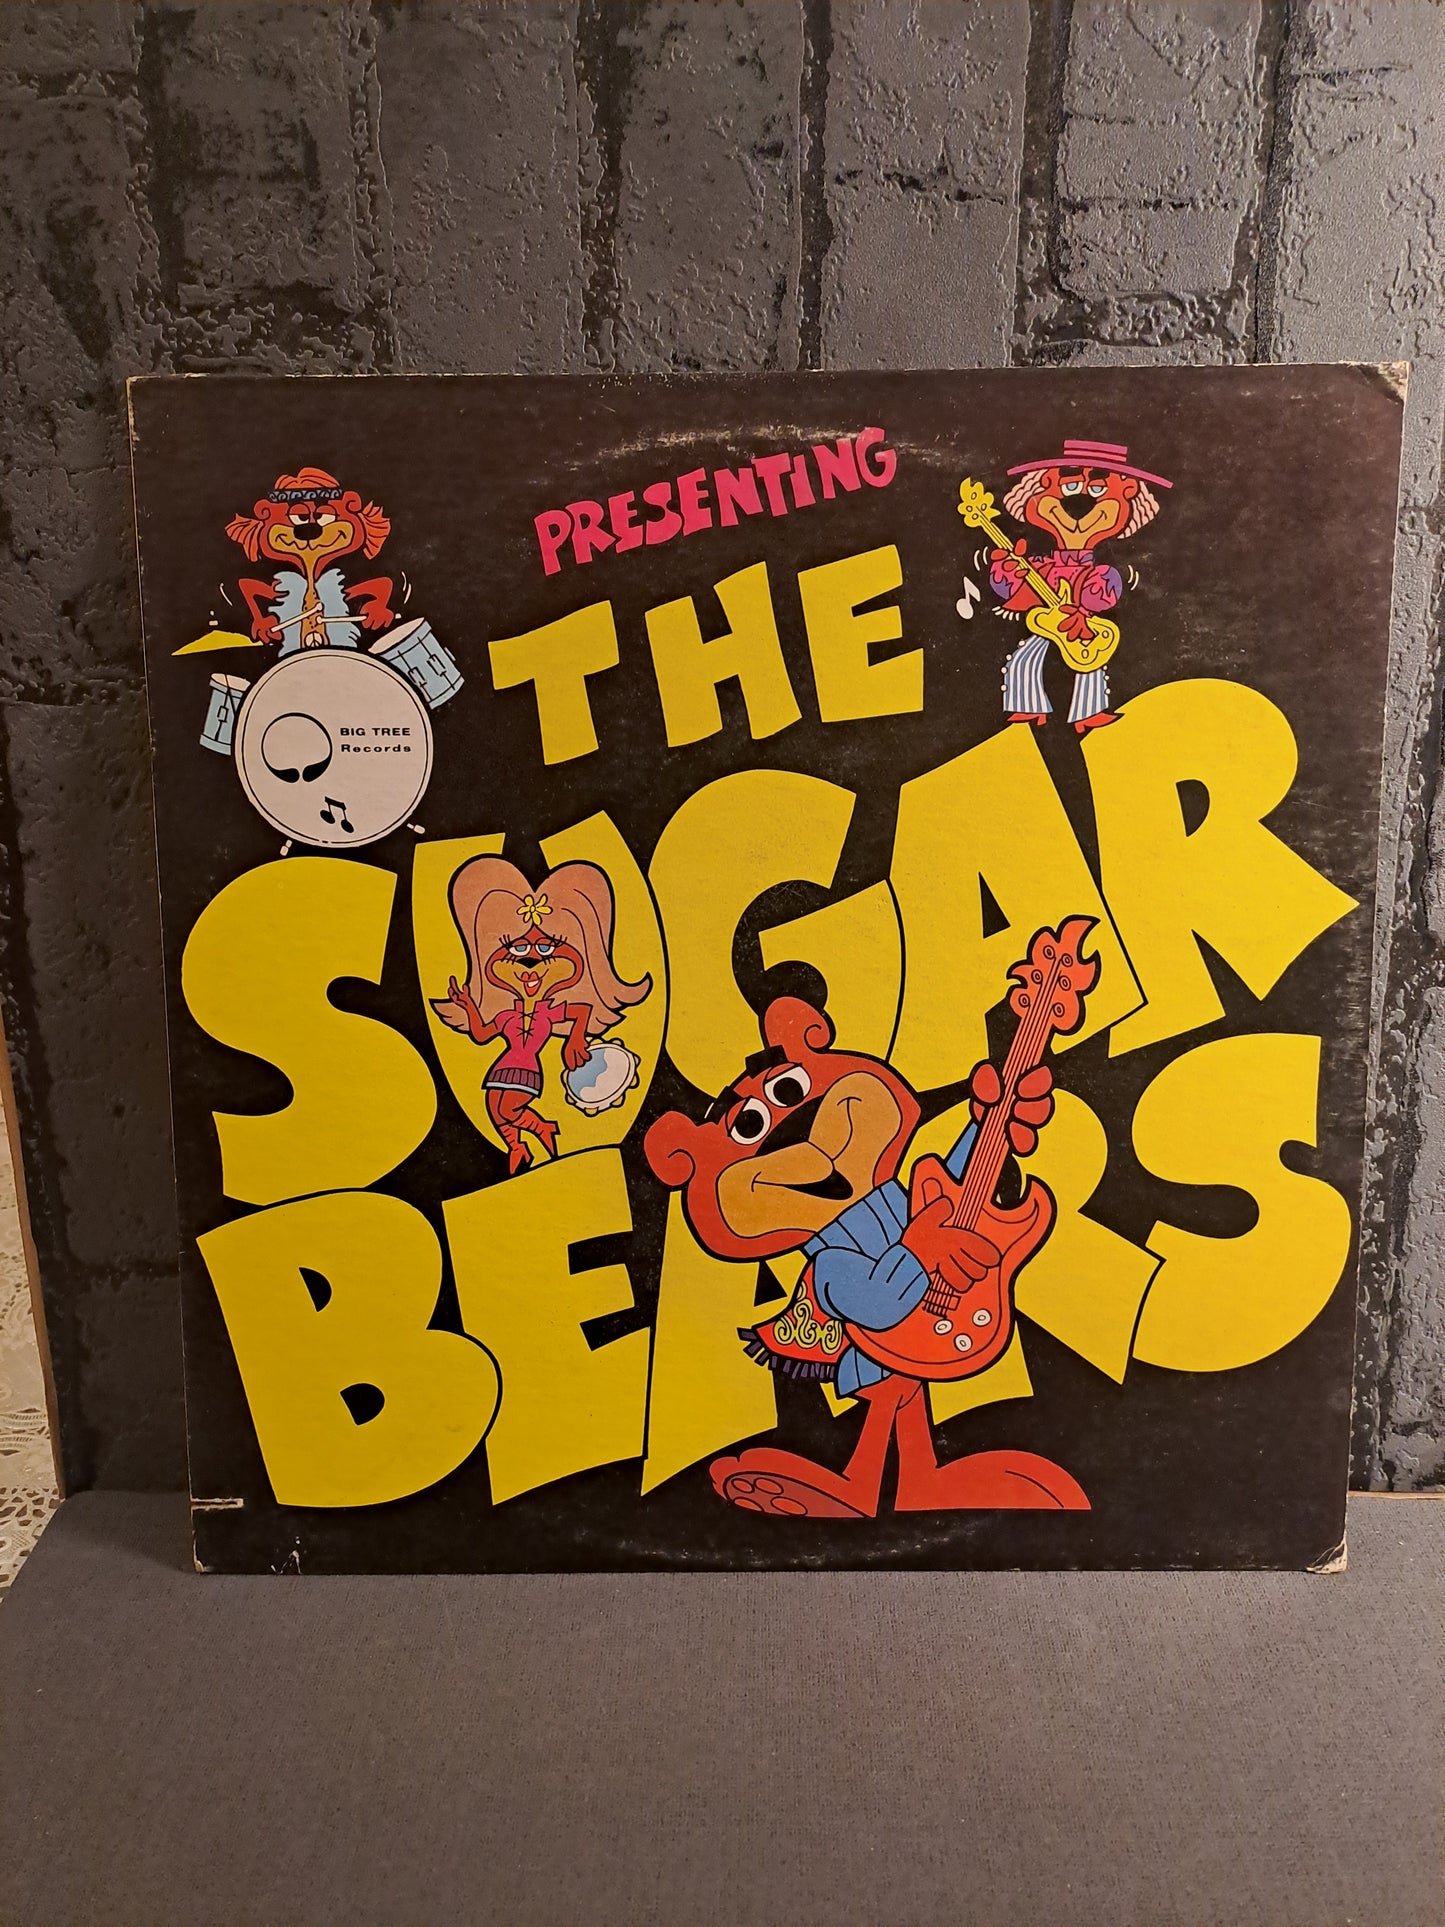 PRESENTING
THE
SUGAR
BEARS
BIG TREE
Records